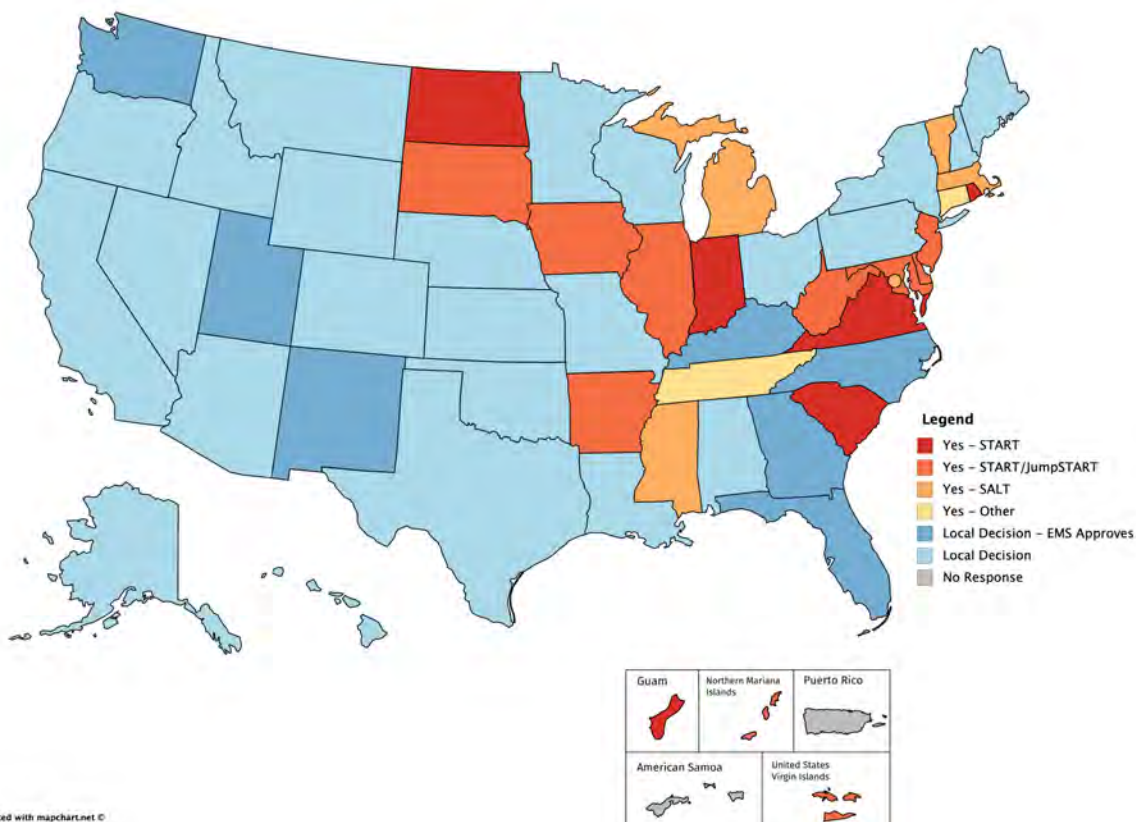 Legend
Yes – START
Yes – START/JumpSTART
Yes – SALT
Yes – Other
Local Decision – EMS Approves
Local Decision
No Response
Guam
Northern Mariana
Islands
Puerto Rico
American Samoa
United States
Virgin Islands
ted with mapchart.net ©